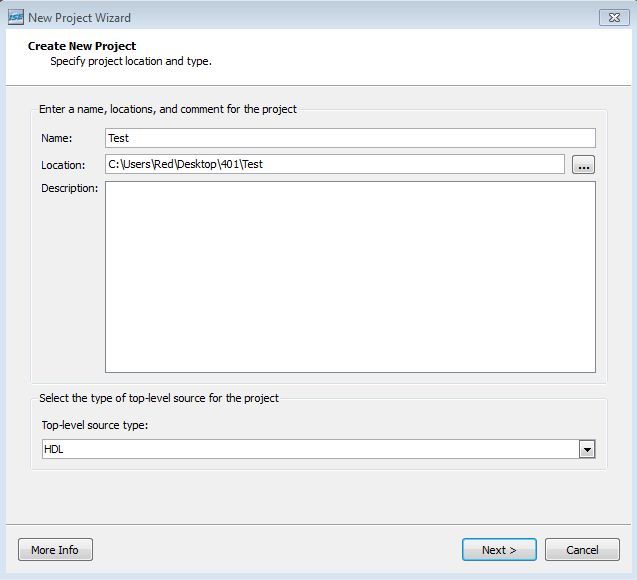 ISE New Project Wizard
Create New Project
Specify project location and type.
Enter a name, locations, and comment for the project
Name: Test
Location: C:\Users\Red\Desktop\401\Test ...
Description:
Select the type of top-level source for the project
Top-level source type:
HDL
More Info Next > Cancel